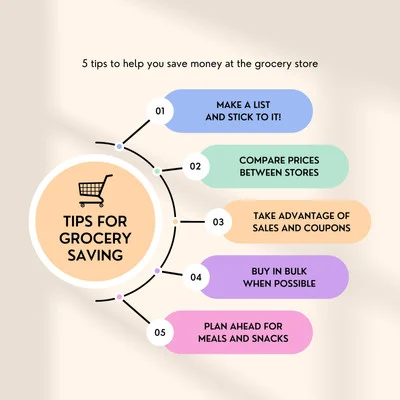 5 tips to help you save money at the grocery store
TIPS FOR
GROCERY
SAVING
01
MAKE A LIST
AND STICK TO IT!
02
COMPARE PRICES
BETWEEN STORES
03
TAKE ADVANTAGE OF
SALES AND COUPONS
04
BUY IN BULK
WHEN POSSIBLE
05
PLAN AHEAD FOR
MEALS AND SNACKS